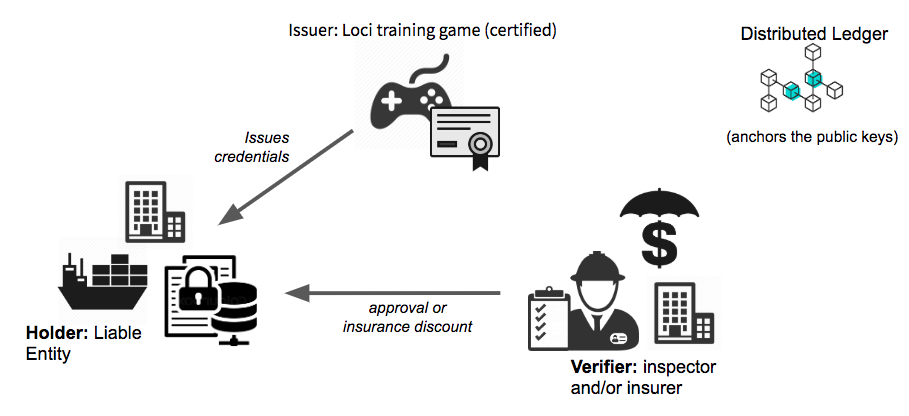 Issuer: Loci training game (certified)
Distributed Ledger
(anchors the public keys)
Issues
credentials
approval or
insurance discount
Holder: Liable
Entity
Verifier: inspector
and/or insurer